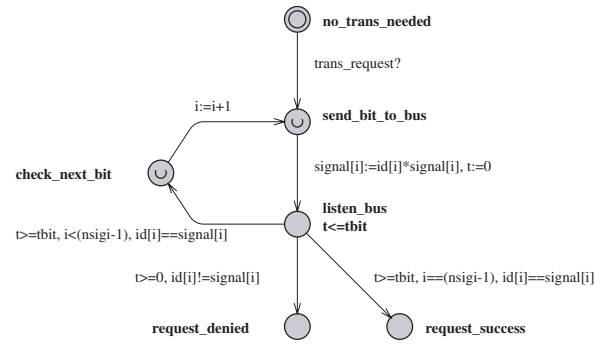 no_trans_needed
trans_request?
i:=i+1
send_bit_to_bus
signal[i]:=id[i]*signal[i], t:=0
check_next_bit
listen_bus
t<=tbit
t>=tbit, i<(nsigi-1), id[i]==signal[i]
t>=0, id[i]!=signal[i]
t>=tbit, i==(nsigi-1), id[i]==signal[i]
request_denied
request_success